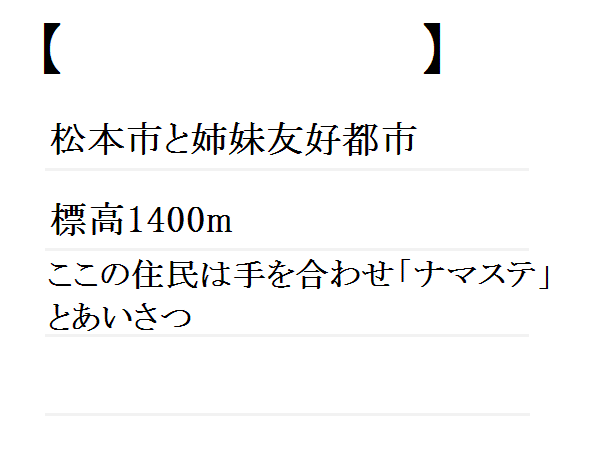 【　　　　　　　　】
松本市と姉妹友好都市
標高1400m
ここの住民は手を合わせ「ナマステ」
とあいさつ